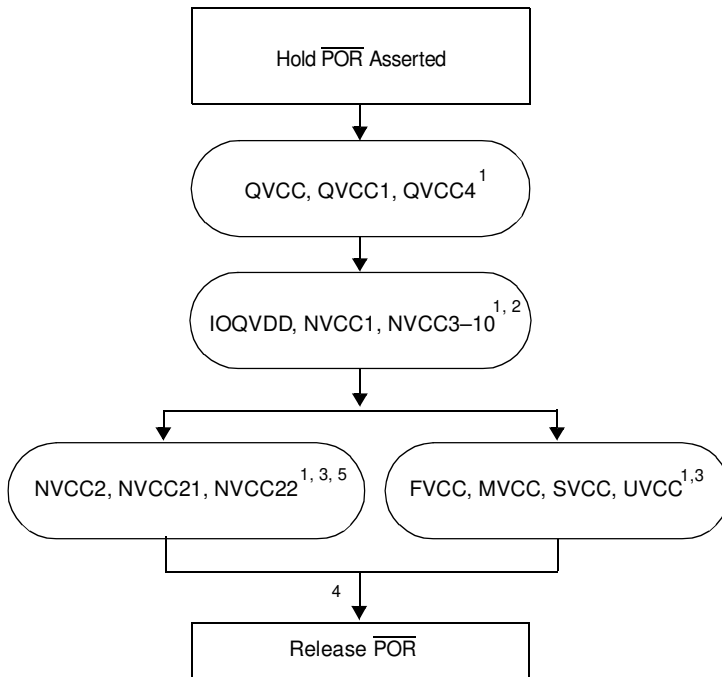 Hold POR Asserted
QVCC, QVCC1, QVCC4 1
IOQVDD, NVCC1, NVCC3–10 1, 2
NVCC2, NVCC21, NVCC22 1, 3, 5
FVCC, MVCC, SVCC, UVCC 1,3
4
Release POR